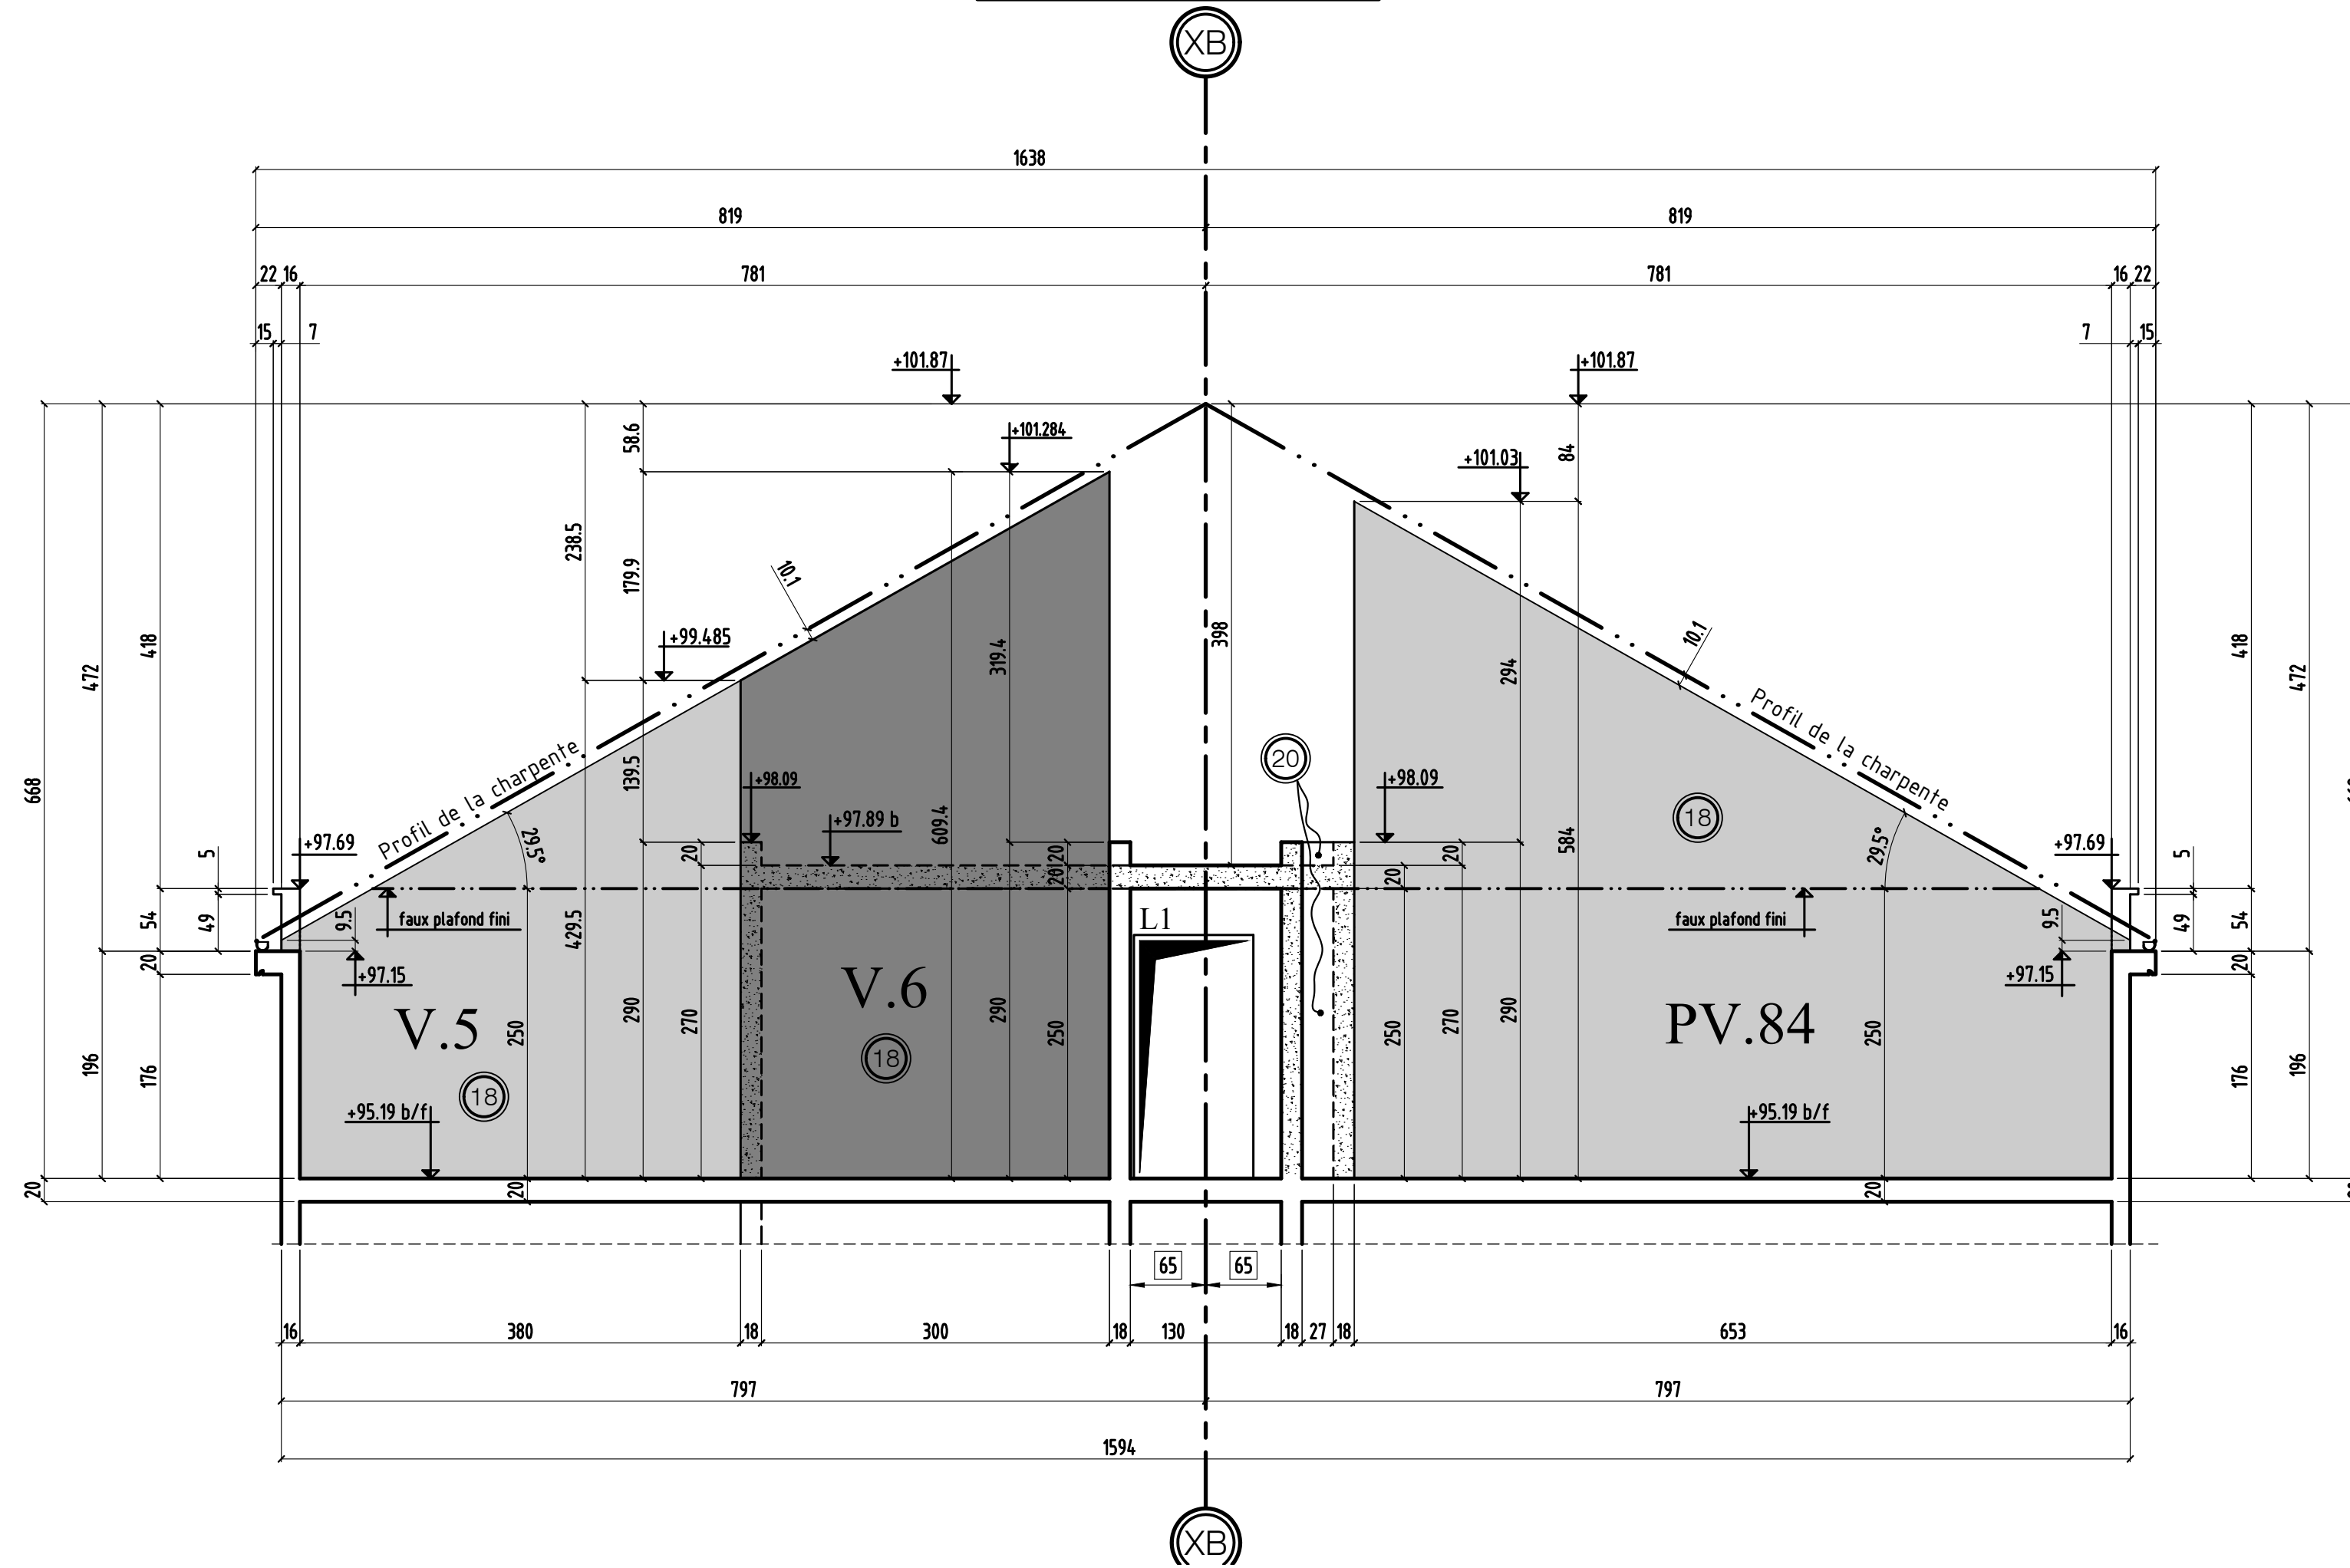 XB
1638
819 819
22 16 781 781 16 22
15 7 7 15
+101.87 +101.87
58.6 +101.284 84
+101.03
238.5 179.9 10.1 398 319.4 294 10.1
418 472 668 418 472
+99.485
Profil de la charpente Profil de la charpente
139.5 20
+98.09 +98.09
18
+97.89 b 609.4 584
29.5° 29.5°
+97.69 +97.69
5 20 20 20 5
20 20
54 49 9.5 faux plafond fini 429.5 L1 faux plafond fini 9.5 49 54
20 +97.15 +97.15 20
V.5 V.6 PV.84
250 290 270 290 250 250 270 290 250
18 18
196 176 176 196
+95.19 b/f +95.19 b/f
20 20 20
65 65
16 380 18 300 18 130 18 27 18 653 16
797 797
1594
XB